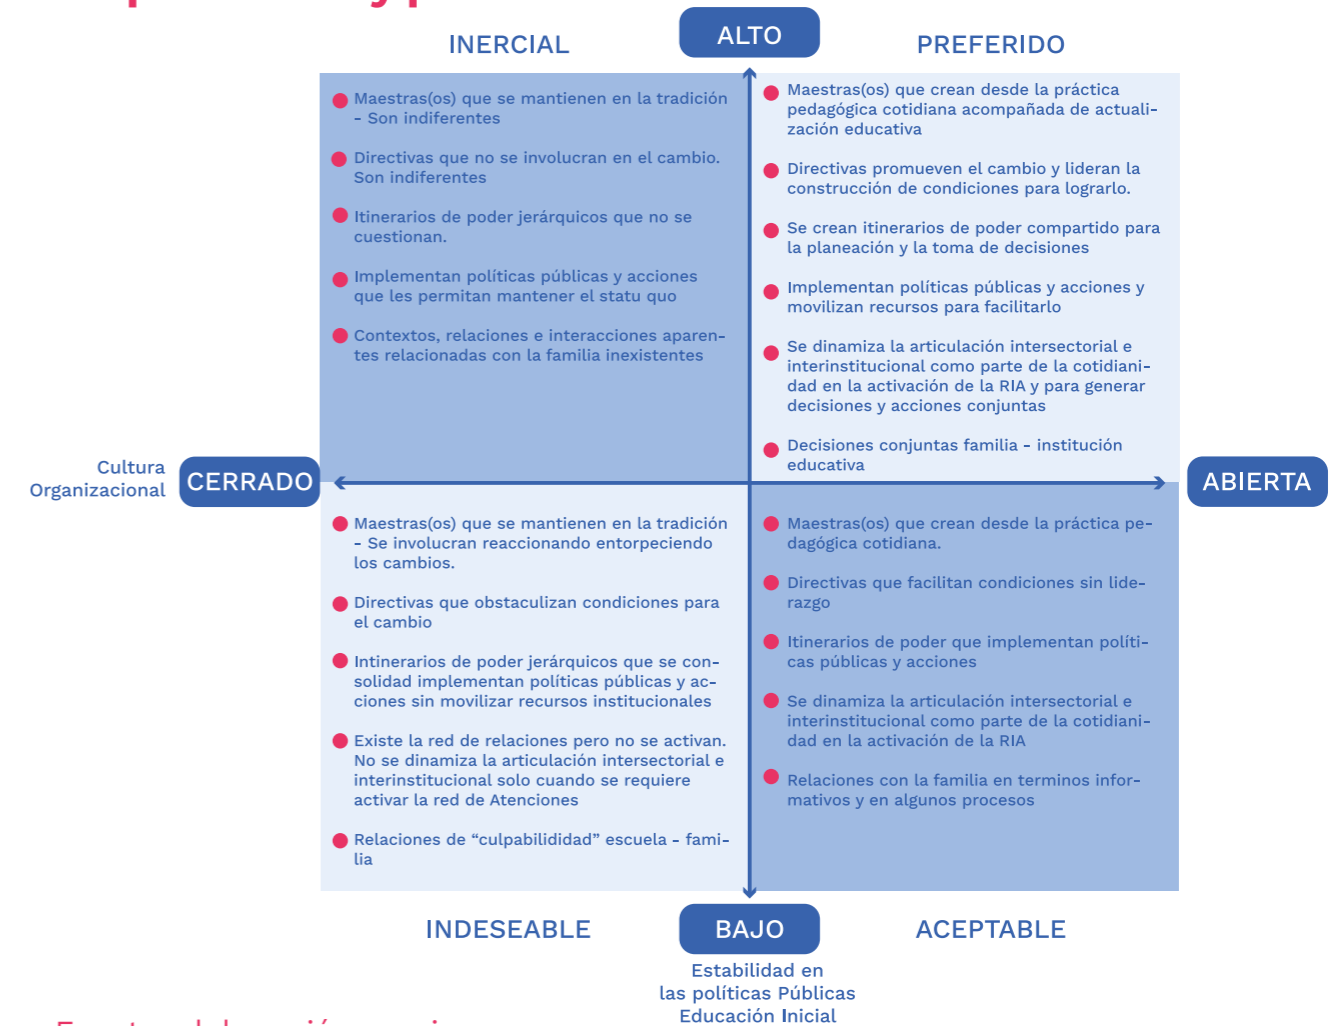 ALTO
INERCIAL
PREFERIDO
Maestras(os) que se mantienen en la tradición
- Son indiferentes
Directivas que no se involucran en el cambio.
Son indiferentes
Itinerarios de poder jerárquicos que no se
cuestionan.
Implementan políticas públicas y acciones
que les permitan mantener el statu quo
Contextos, relaciones e interacciones aparen-
tes relacionadas con la familia inexistentes
Maestras(os) que crean desde la práctica
pedagógica cotidiana acompañada de actuali-
zación educativa
Directivas promueven el cambio y lideran la
construcción de condiciones para lograrlo.
Se crean itinerarios de poder compartido para
la planeación y la toma de decisiones
Implementan políticas públicas y acciones y
movilizan recursos para facilitarlo
Se dinamiza la articulación intersectorial e
interinstitucional como parte de la cotidiani-
dad en la activación de la RIA y para generar
decisiones y acciones conjuntas
Decisiones conjuntas familia - institución
educativa
Cultura
Organizacional
CERRADO
ABIERTA
Maestras(os) que se mantienen en la tradición
- Se involucran reaccionando entorpeciendo
los cambios.
Directivas que obstaculizan condiciones para
el cambio
Intinerarios de poder jerárquicos que se con-
solidad implementan políticas públicas y ac-
ciones sin movilizar recursos institucionales
Existe la red de relaciones pero no se activan.
No se dinamiza la articulación intersectorial e
interinstitucional solo cuando se requiere
activar la red de Atenciones
Relaciones de “culpabilididad” escuela - fami-
lia
Maestras(os) que crean desde la práctica pe-
dagógica cotidiana.
Directivas que facilitan condiciones sin lide-
razgo
Itinerarios de poder que implementan políti-
cas públicas y acciones
Se dinamiza la articulación intersectorial e
interinstitucional como parte de la cotidiani-
dad en la activación de la RIA
Relaciones con la familia en terminos infor-
mativos y en algunos procesos
INDESEABLE
BAJO
ACEPTABLE
Estabilidad en
las políticas Públicas
Educación Inicial